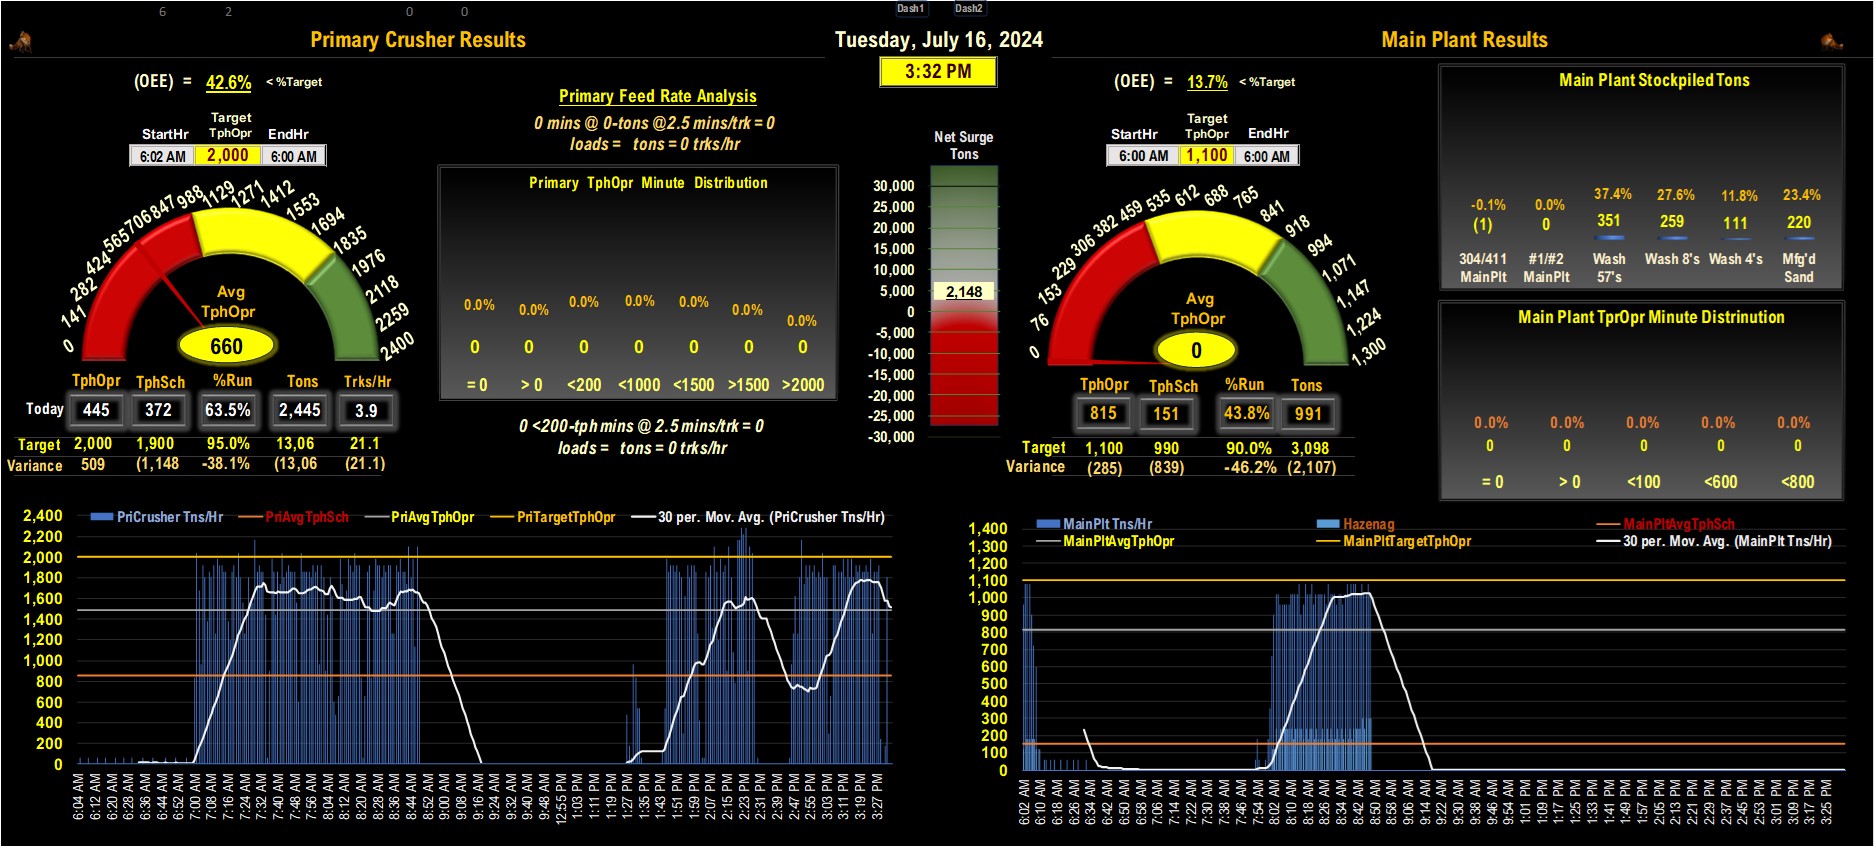 6 2 0 0 Dash1 Dash2
Primary Crusher Results
Tuesday, July 16, 2024
Main Plant Results
3:32 PM
(OEE) = 42.6% < %Target
Target
StartHr TphOpr EndHr
6:02 AM 2,000 6:00 AM
0 141 282 424 565 706 847 988 1129 1271 1412 1553 1694 1835 1976 2118 2259 2400
Avg
TphOpr
660
TphOpr TphSch %Run Tons Trks/Hr
Today 445 372 63.5% 2,445 3.9
Target 2,000 1,900 95.0% 13,06 21.1
Variance 509 (1,148 -38.1% (13,06 (21.1)
Primary Feed Rate Analysis
0 mins @ 0-tons @2.5 mins/trk = 0
loads = tons = 0 trks/hr
Primary TphOpr Minute Distribution
0.0% 0.0% 0.0% 0.0% 0.0% 0.0% 0.0%
0 0 0 0 0 0 0
= 0 > 0 <200 <1000 <1500 >1500 >2000
0 <200-tph mins @ 2.5 mins/trk = 0
loads = tons = 0 trks/hr
Net Surge
Tons
30,000
25,000
20,000
15,000
10,000
5,000
2,148
0
-5,000
-10,000
-15,000
-20,000
-25,000
-30,000
(OEE) = 13.7% < %Target
Target
StartHr TphOpr EndHr
6:00 AM 1,100 6:00 AM
0 76 153 229 306 382 459 535 612 688 765 841 918 994 1,071 1,147 1,224 1,300
Avg
TphOpr
0
TphOpr TphSch %Run Tons
815 151 43.8% 991
Target 1,100 990 90.0% 3,098
Variance (285) (839) -46.2% (2,107)
Main Plant Stockpiled Tons
-0.1% 0.0% 37.4% 27.6% 11.8% 23.4%
(1) 0 351 259 111 220
304/411 #1/#2 Wash Wash 8's Wash 4's Mfg'd
MainPlt MainPlt 57's Sand
Main Plant TprOpr Minute Distrinution
0.0% 0.0% 0.0% 0.0% 0.0%
0 0 0 0 0
= 0 > 0 <100 <600 <800
PriCrusher Tns/Hr PriAvgTphSch PriAvgTphOpr PriTargetTphOpr 30 per. Mov. Avg. (PriCrusher Tns/Hr)
2,400
2,200
2,000
1,800
1,600
1,400
1,200
1,000
800
600
400
200
0
6:04 AM 6:12 AM 6:20 AM 6:28 AM 6:36 AM 6:44 AM 6:52 AM 7:00 AM 7:08 AM 7:16 AM 7:24 AM 7:32 AM 7:40 AM 7:48 AM 7:56 AM 8:04 AM 8:12 AM 8:20 AM 8:28 AM 8:36 AM 8:44 AM 8:52 AM 9:00 AM 9:08 AM 9:16 AM 9:24 AM 9:32 AM 9:40 AM 9:48 AM 12:55 PM 1:03 PM 1:11 PM 1:19 PM 1:27 PM 1:35 PM 1:43 PM 1:51 PM 1:59 PM 2:07 PM 2:15 PM 2:23 PM 2:31 PM 2:39 PM 2:47 PM 2:55 PM 3:03 PM 3:11 PM 3:19 PM 3:27 PM
MainPlt Tns/Hr Hazenag MainPltAvgTphSch
MainPltAvgTphOpr MainPltTargetTphOpr 30 per. Mov. Avg. (MainPlt Tns/Hr)
1,400
1,300
1,200
1,100
1,000
900
800
700
600
500
400
300
200
100
0
6:02 AM 6:10 AM 6:18 AM 6:26 AM 6:34 AM 6:42 AM 6:50 AM 6:58 AM 7:06 AM 7:14 AM 7:22 AM 7:30 AM 7:38 AM 7:46 AM 7:54 AM 8:02 AM 8:10 AM 8:18 AM 8:26 AM 8:34 AM 8:42 AM 8:50 AM 8:58 AM 9:06 AM 9:14 AM 9:22 AM 9:30 AM 9:38 AM 9:46 AM 9:54 AM 1:01 PM 1:09 PM 1:17 PM 1:25 PM 1:33 PM 1:41 PM 1:49 PM 1:57 PM 2:05 PM 2:13 PM 2:21 PM 2:29 PM 2:37 PM 2:45 PM 2:53 PM 3:01 PM 3:09 PM 3:17 PM 3:25 PM